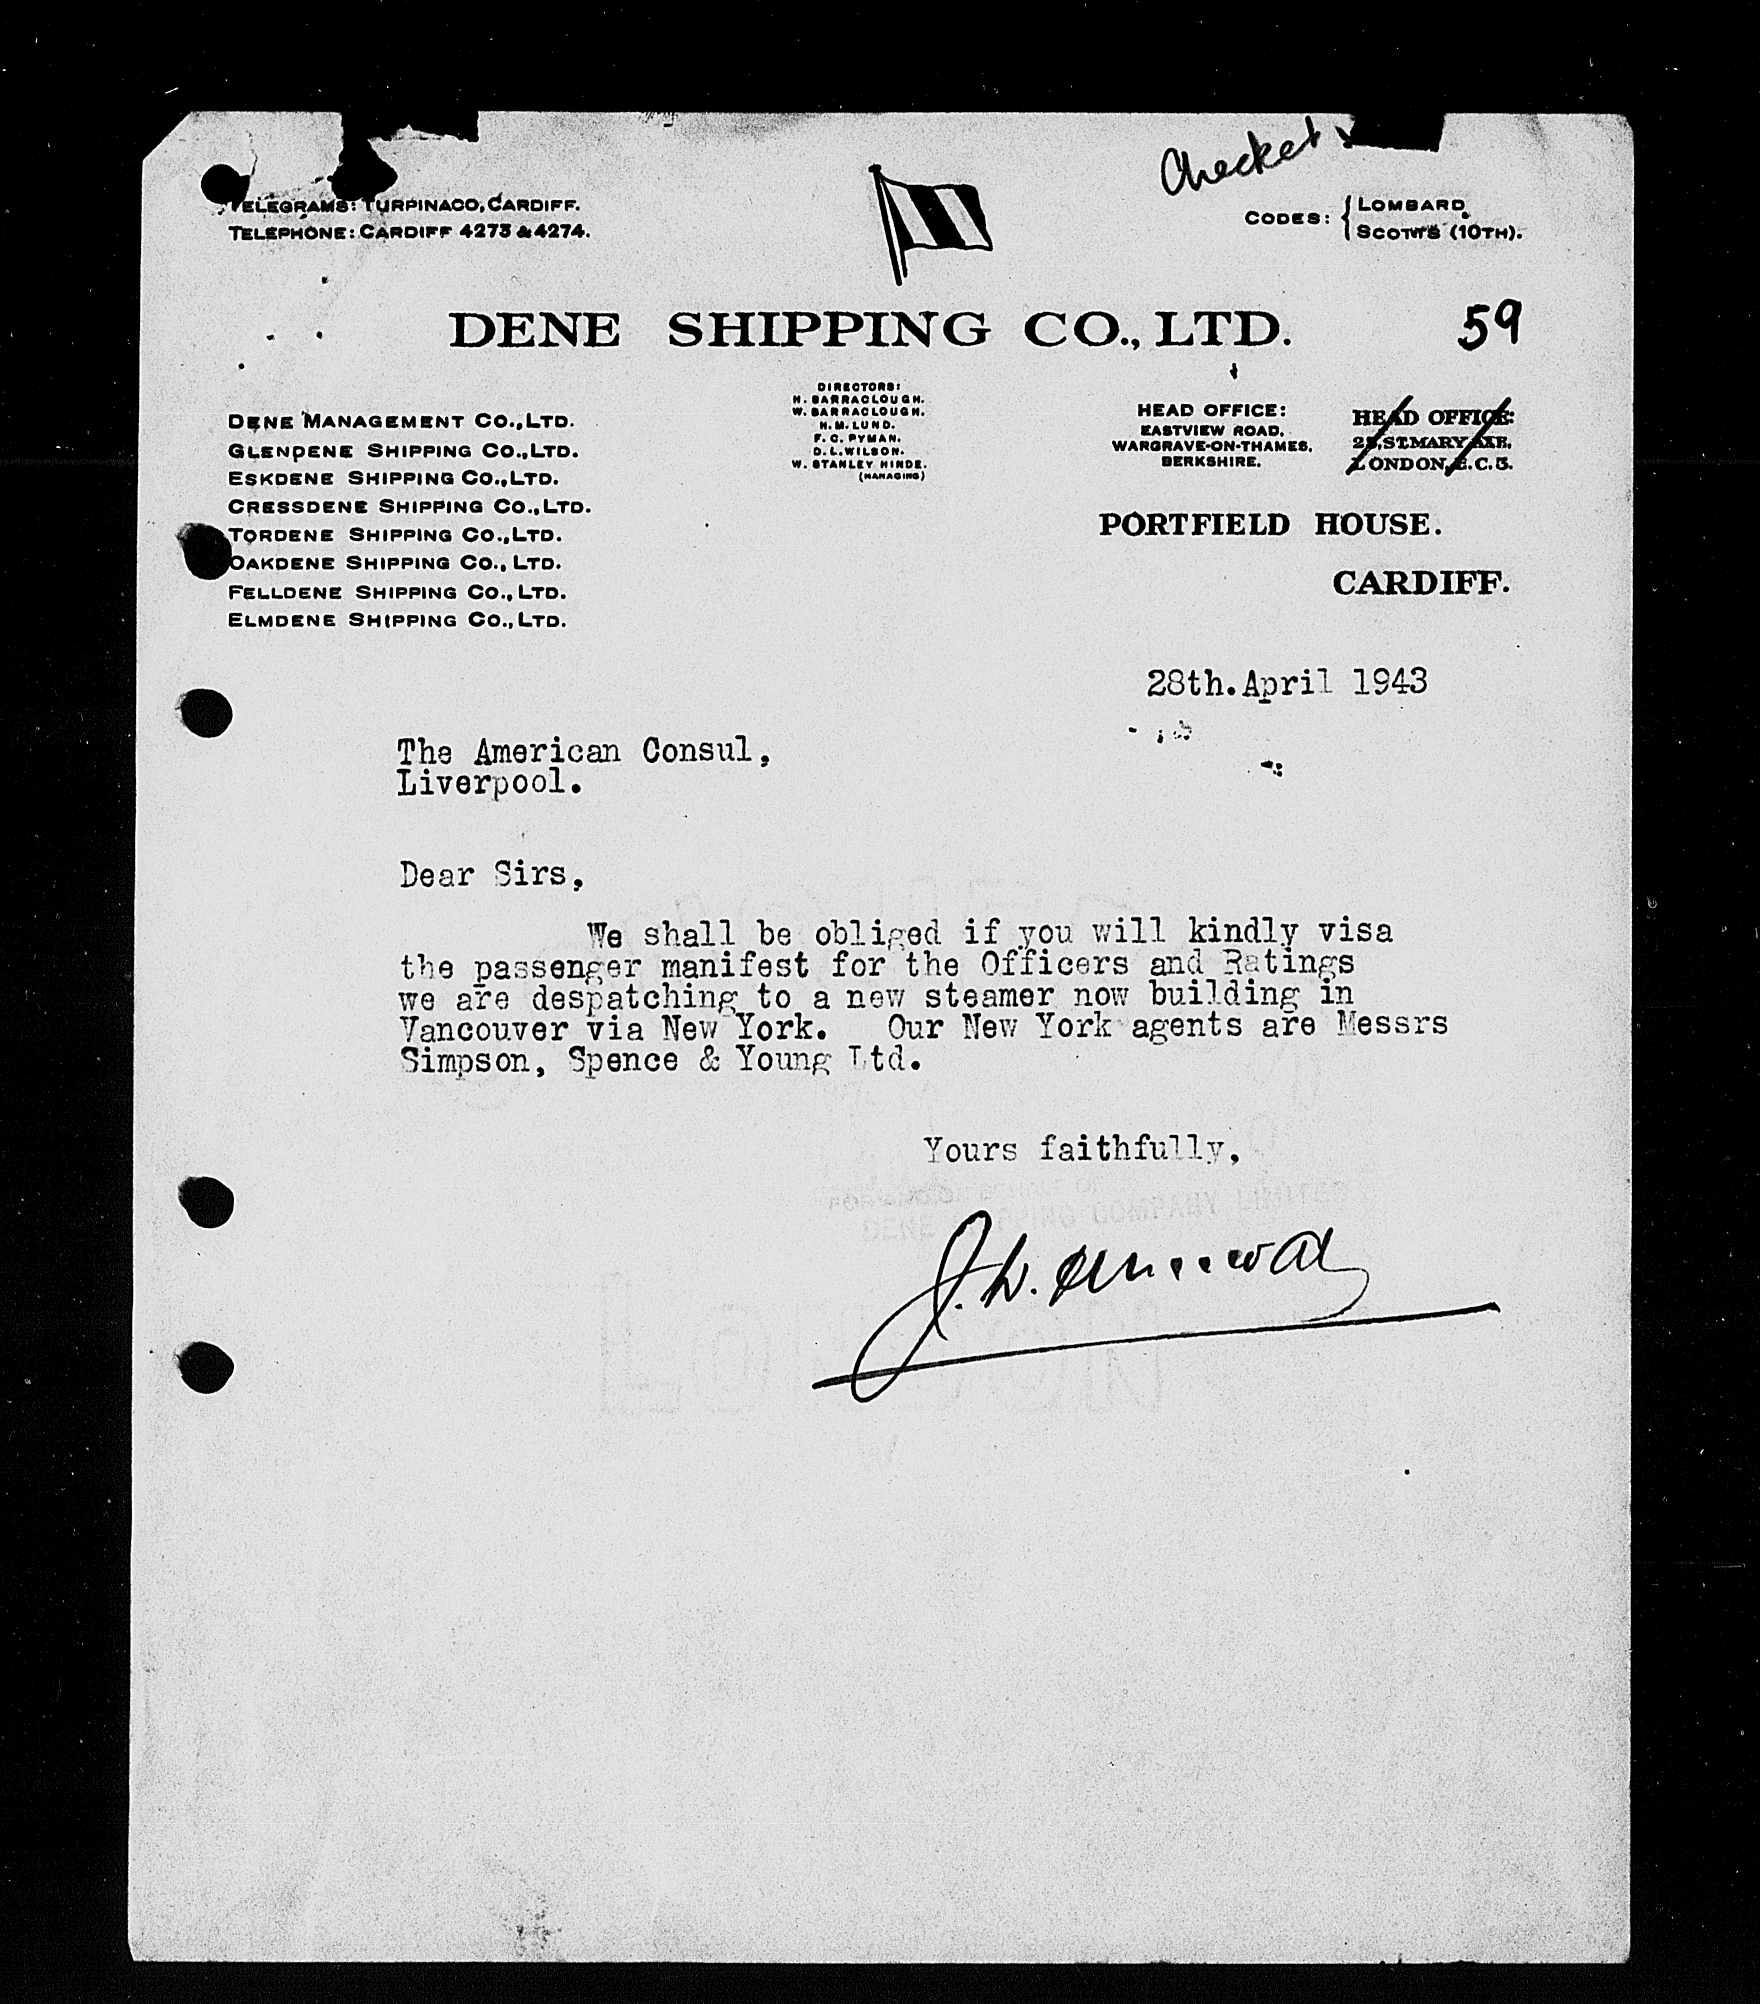 Checked
TELEGRAMS: TURPINACO, CARDIFF.
TELEPHONE: CARDIFF 4273 & 4274.
CODES: { LOMBARD.
SCOTTS (10TH).
DENE SHIPPING CO., LTD.
59
DENE MANAGEMENT CO., LTD.
GLENDENE SHIPPING CO., LTD.
ESKDENE SHIPPING CO., LTD.
CRESSDENE SHIPPING CO., LTD.
TORDENE SHIPPING CO., LTD.
OAKDENE SHIPPING CO., LTD.
FELLDENE SHIPPING CO., LTD.
ELMDENE SHIPPING CO., LTD.
DIRECTORS:
H. BARRACLOUGH.
W. BARRACLOUGH.
H. M. LUND.
F. C. PYMAN.
D. L. WILSON.
W. STANLEY HINDE.
(MANAGING)
HEAD OFFICE:
EASTVIEW ROAD,
WARGRAVE-ON-THAMES,
BERKSHIRE.
HEAD OFFICE:
ST. MARY AXE,
LONDON, E.C.3.
PORTFIELD HOUSE.
CARDIFF.
28th.April 1943
The American Consul,
Liverpool.
Dear Sirs,
We shall be obliged if you will kindly visa
the passenger manifest for the Officers and Ratings
we are despatching to a new steamer now building in
Vancouver via New York. Our New York agents are Messrs
Simpson, Spence & Young Ltd.
Yours faithfully,